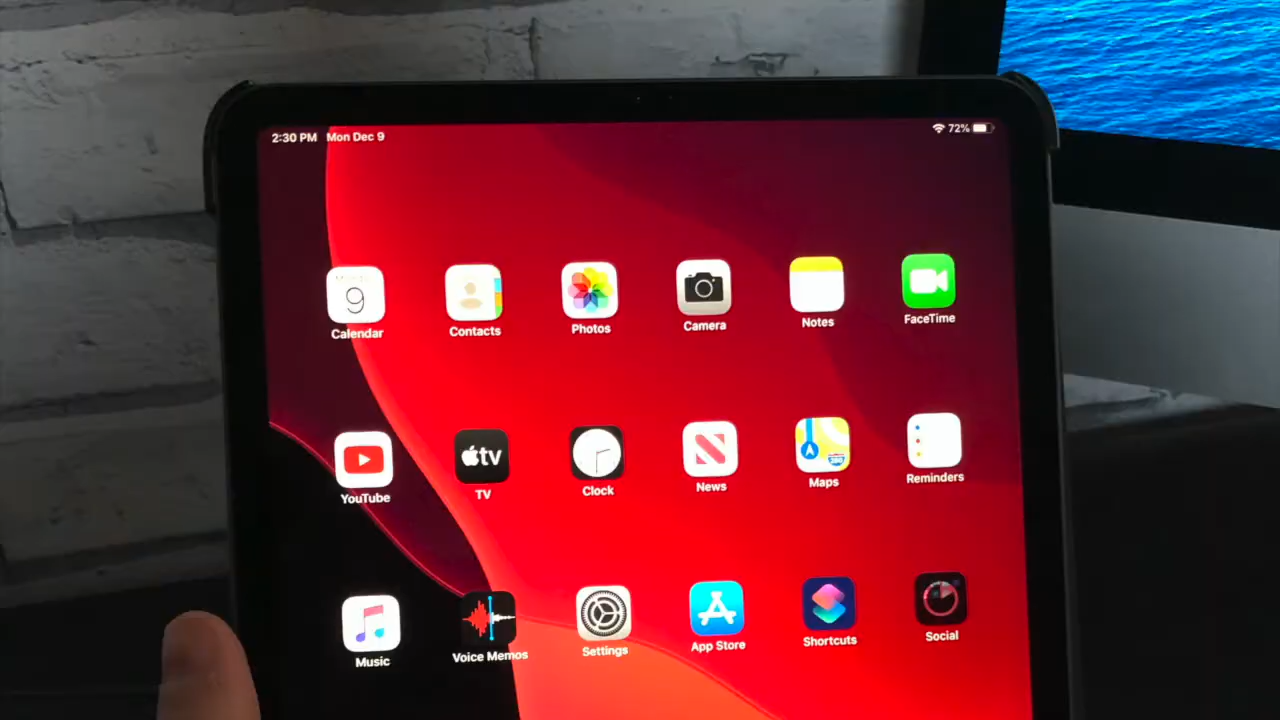 2:30 PM Mon Dec 9
72%
9
Calendar
Contacts
Photos
Camera
Notes
FaceTime
YouTube
tv
TV
Clock
News
Maps
Reminders
Music
Voice Memos
Settings
App Store
Shortcuts
Social